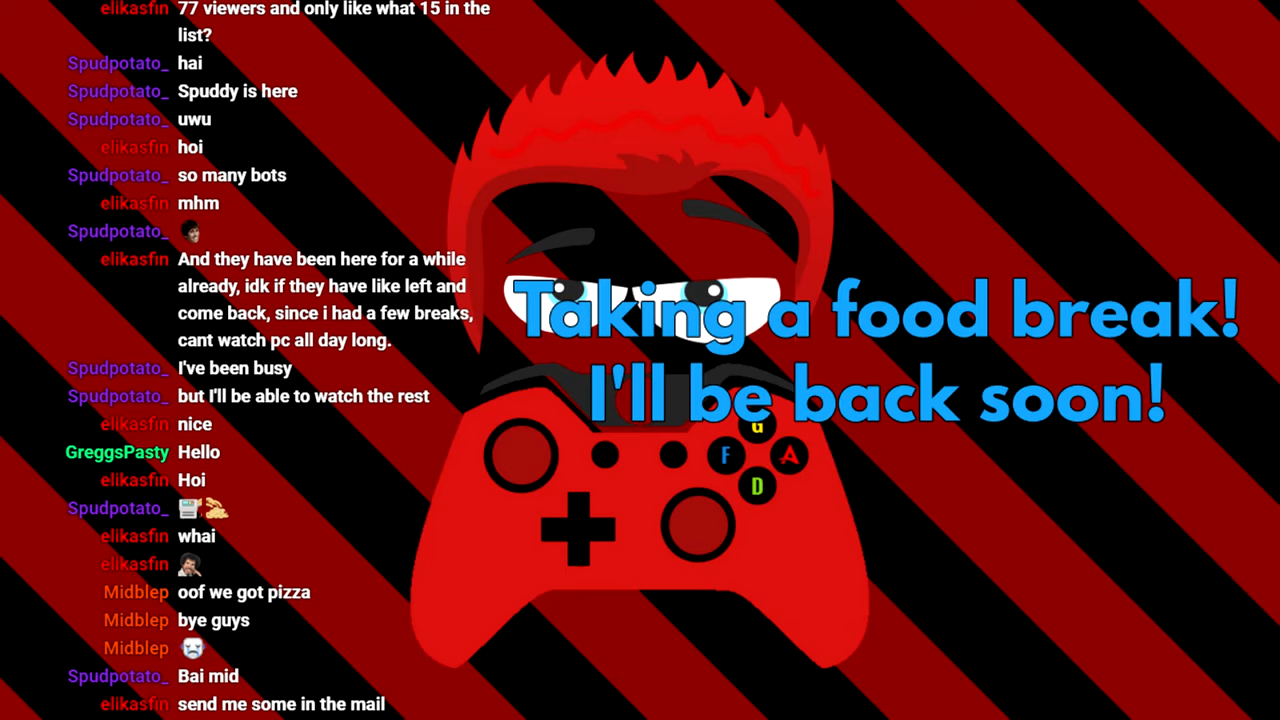 elikasfin 77 viewers and only like what 15 in the
list?
Spudpotato_ hai
Spudpotato_ Spuddy is here
Spudpotato_ uwu
elikasfin hoi
Spudpotato_ so many bots
elikasfin mhm
Spudpotato_
elikasfin And they have been here for a while
already, idk if they have like left and
come back, since i had a few breaks,
cant watch pc all day long.
Spudpotato_ I've been busy
Spudpotato_ but I'll be able to watch the rest
elikasfin nice
GreggsPasty Hello
elikasfin Hoi
Spudpotato_
elikasfin whai
elikasfin
Midblep oof we got pizza
Midblep bye guys
Midblep
Spudpotato_ Bai mid
elikasfin send me some in the mail
Taking a food break!
I'll be back soon!
G
F A
D